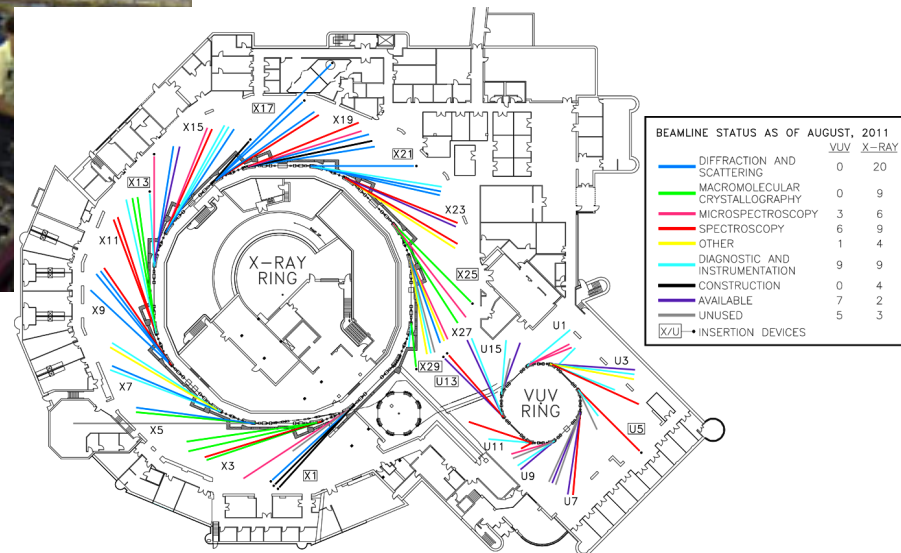 X17
X19
X15
X21
X13
X23
X11
X-RAY
RING
X25
X9
X27
U1
U15
X29
U3
U13
X7
VUV
RING
X5
U5
U11
X3
X1
U9
U7
BEAMLINE STATUS AS OF AUGUST, 2011
VUV X-RAY
DIFFRACTION AND
SCATTERING 0 20
MACROMOLECULAR
CRYSTALLOGRAPHY 0 9
MICROSPECTROSCOPY 3 6
SPECTROSCOPY 6 9
OTHER 1 4
DIAGNOSTIC AND
INSTRUMENTATION 9 9
CONSTRUCTION 0 4
AVAILABLE 7 2
UNUSED 5 3
X/U INSERTION DEVICES